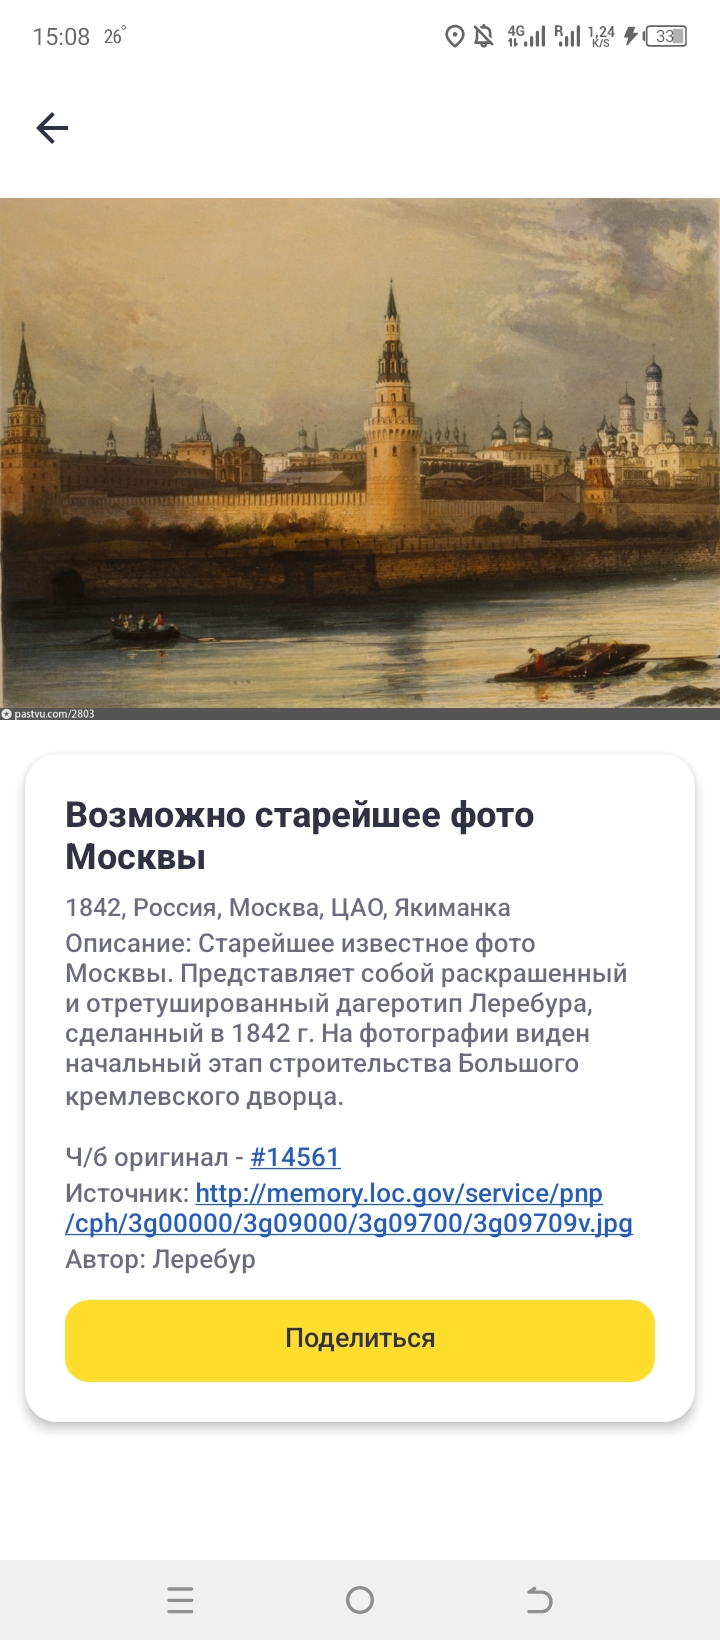 15:08 26°
4G R 1,24 K/S 33
pastvu.com/2803
Возможно старейшее фото
Москвы
1842, Россия, Москва, ЦАО, Якиманка
Описание: Старейшее известное фото
Москвы. Представляет собой раскрашенный
и отретушированный дагеротип Леребура,
сделанный в 1842 г. На фотографии виден
начальный этап строительства Большого
кремлевского дворца.
Ч/б оригинал - #14561
Источник: http://memory.loc.gov/service/pnp
/cph/3g00000/3g09000/3g09700/3g09709v.jpg
Автор: Леребур
Поделиться